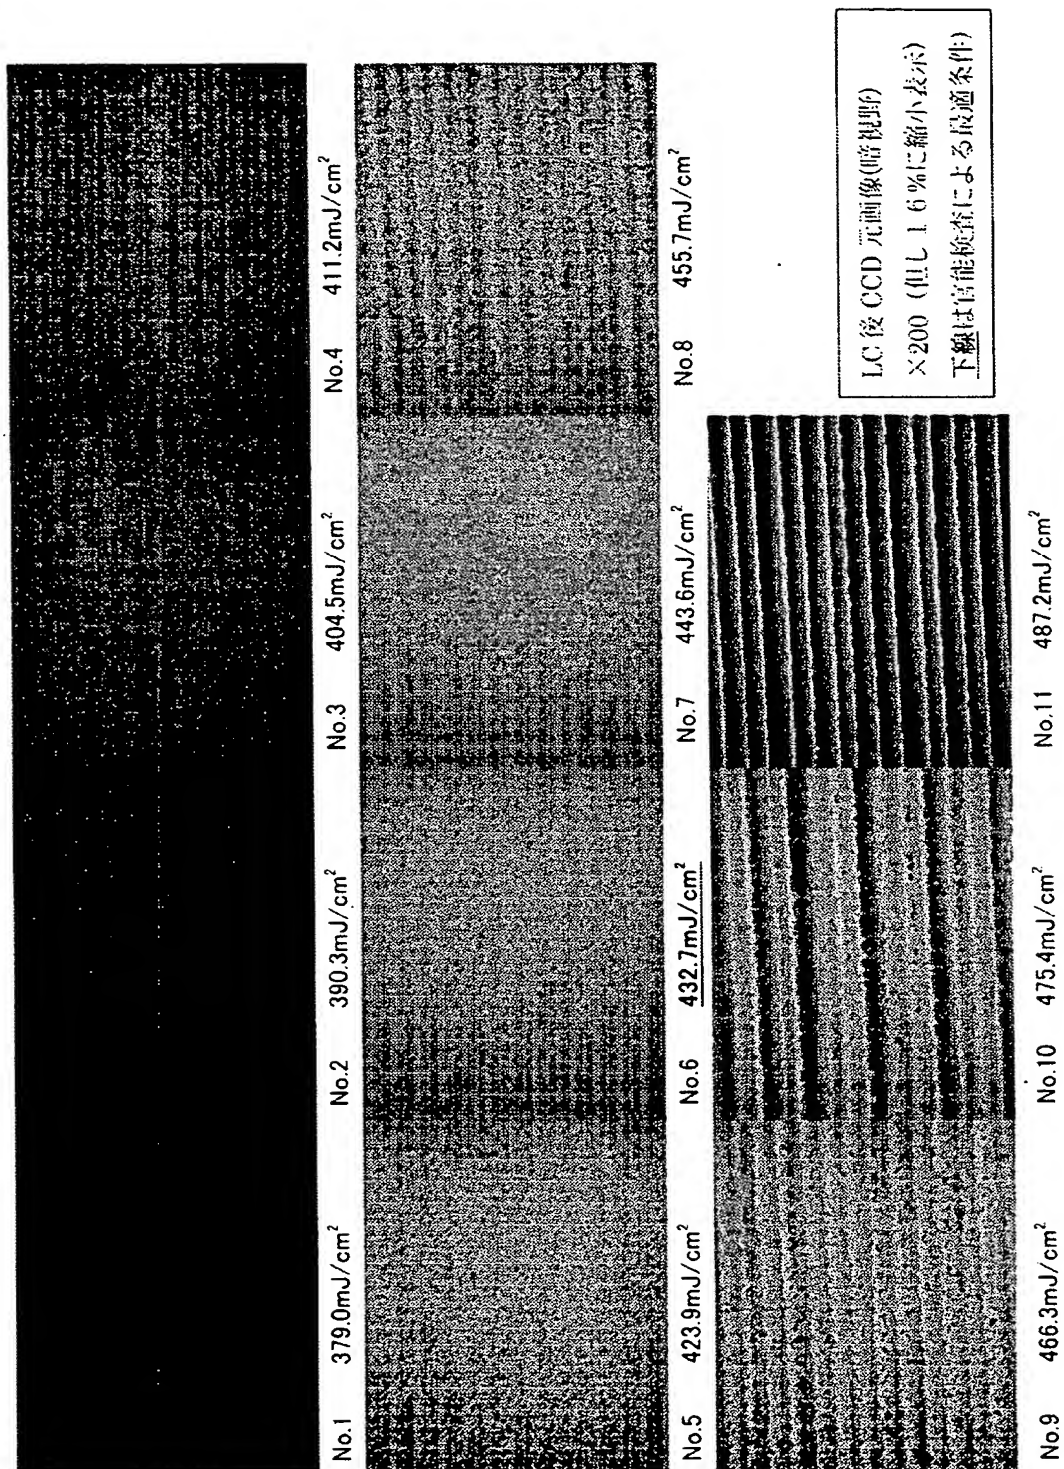 No.1 379.0mJ/cm²
No.2 390.3mJ/cm²
No.3 404.5mJ/cm²
No.4 411.2mJ/cm²
No.5 423.9mJ/cm²
No.6 432.7mJ/cm²
No.7 443.6mJ/cm²
No.8 455.7mJ/cm²
No.9 466.3mJ/cm²
No.10 475.4mJ/cm²
No.11 487.2mJ/cm²
LC 後 CCD 元画像(暗視野)
×200 (但し 1 6 %に縮小表示)
下線は官能検査による最適条件)